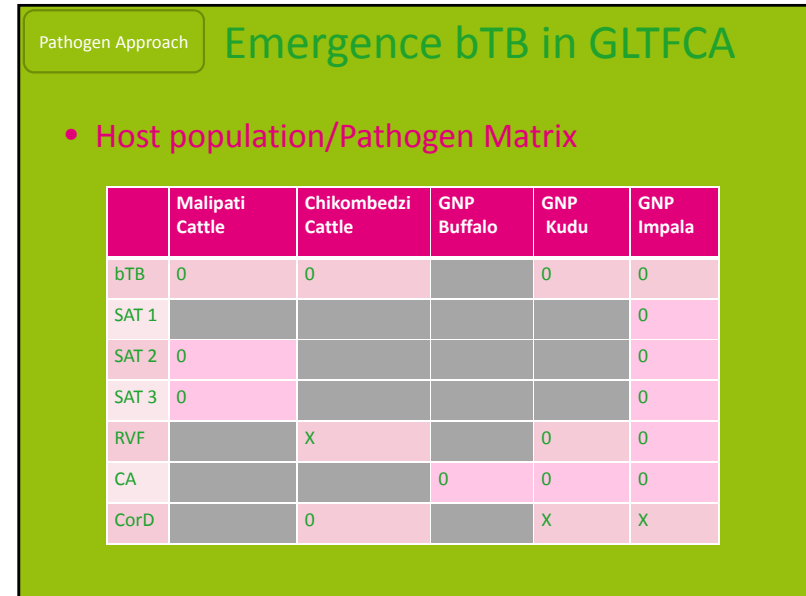 Pathogen Approach
Emergence bTB in GLTFCA
• Host population/Pathogen Matrix
Malipati Cattle Chikombedzi Cattle GNP Buffalo GNP Kudu GNP Impala
bTB 0 0 0 0
SAT 1 0
SAT 2 0 0
SAT 3 0 0
RVF X 0 0
CA 0 0 0
CorD 0 X X